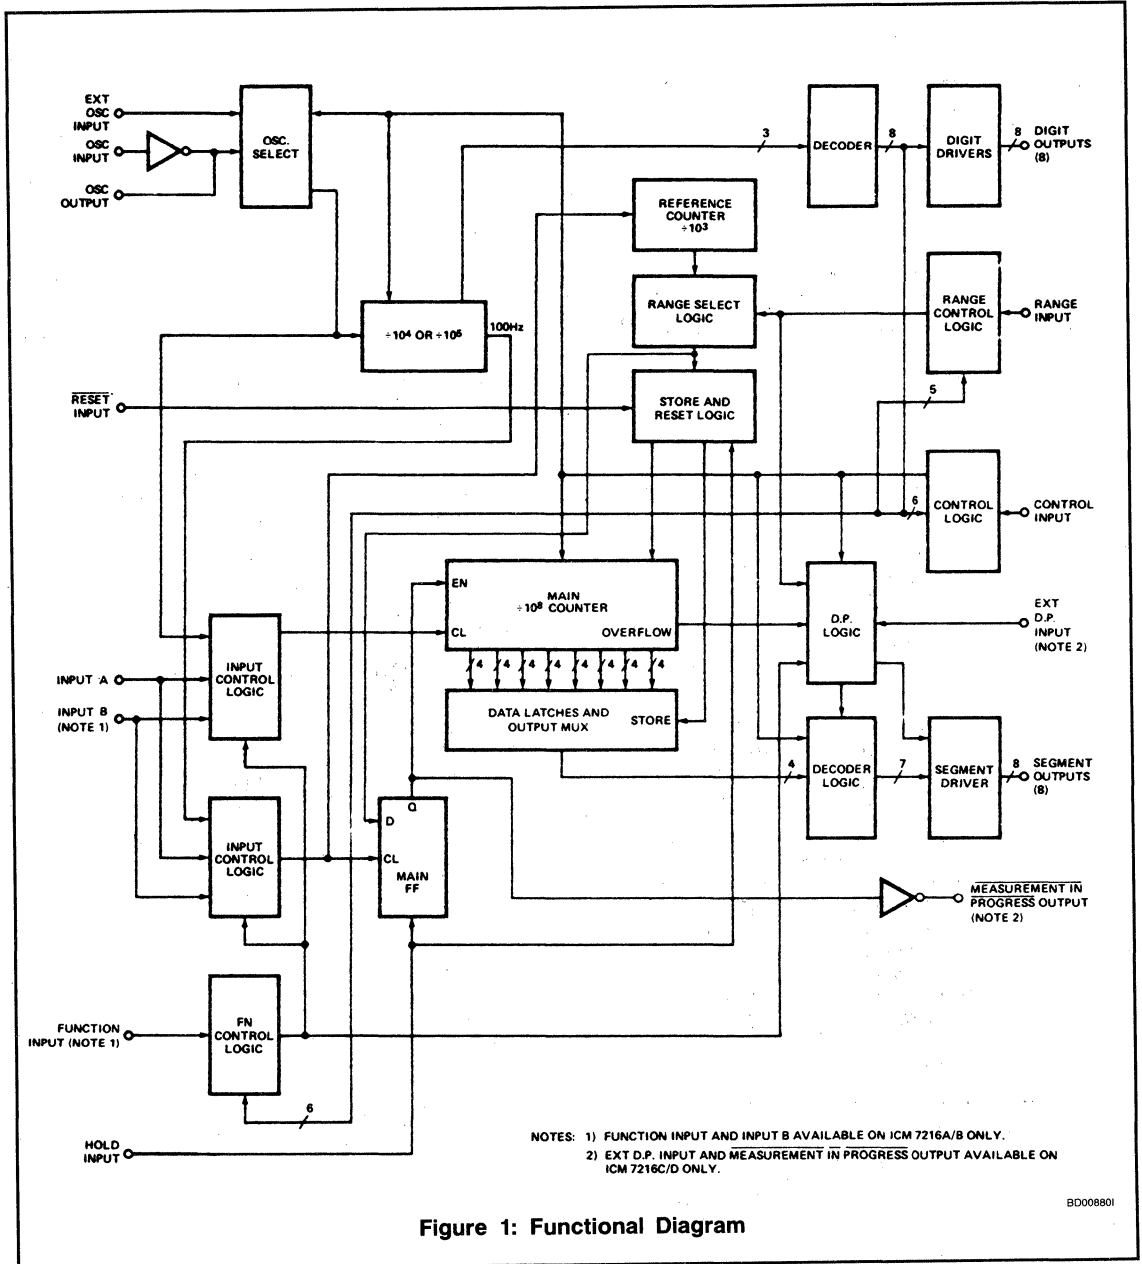 EXT
OSC
INPUT
OSC
INPUT
OSC
OUTPUT
OSC.
SELECT
3
DECODER
8
DIGIT
DRIVERS
8
DIGIT
OUTPUTS
(8)
REFERENCE
COUNTER
÷10³
RANGE SELECT
LOGIC
RANGE
CONTROL
LOGIC
RANGE
INPUT
÷10⁴ OR ÷10⁵
100Hz
RESET
INPUT
STORE AND
RESET LOGIC
5
6
CONTROL
LOGIC
CONTROL
INPUT
EN
MAIN
÷10⁸ COUNTER
CL
OVERFLOW
D.P.
LOGIC
EXT
D.P.
INPUT
(NOTE 2)
4 4 4 4 4 4 4 4
INPUT A
INPUT B
(NOTE 1)
INPUT
CONTROL
LOGIC
DATA LATCHES AND
OUTPUT MUX
STORE
4
DECODER
LOGIC
7
SEGMENT
DRIVER
8
SEGMENT
OUTPUTS
(8)
INPUT
CONTROL
LOGIC
Q
D
CL
MAIN
FF
MEASUREMENT IN
PROGRESS OUTPUT
(NOTE 2)
FUNCTION
INPUT (NOTE 1)
FN
CONTROL
LOGIC
6
HOLD
INPUT
NOTES: 1) FUNCTION INPUT AND INPUT B AVAILABLE ON ICM 7216A/B ONLY.
2) EXT D.P. INPUT AND MEASUREMENT IN PROGRESS OUTPUT AVAILABLE ON
ICM 7216C/D ONLY.
BD00880I
Figure 1: Functional Diagram